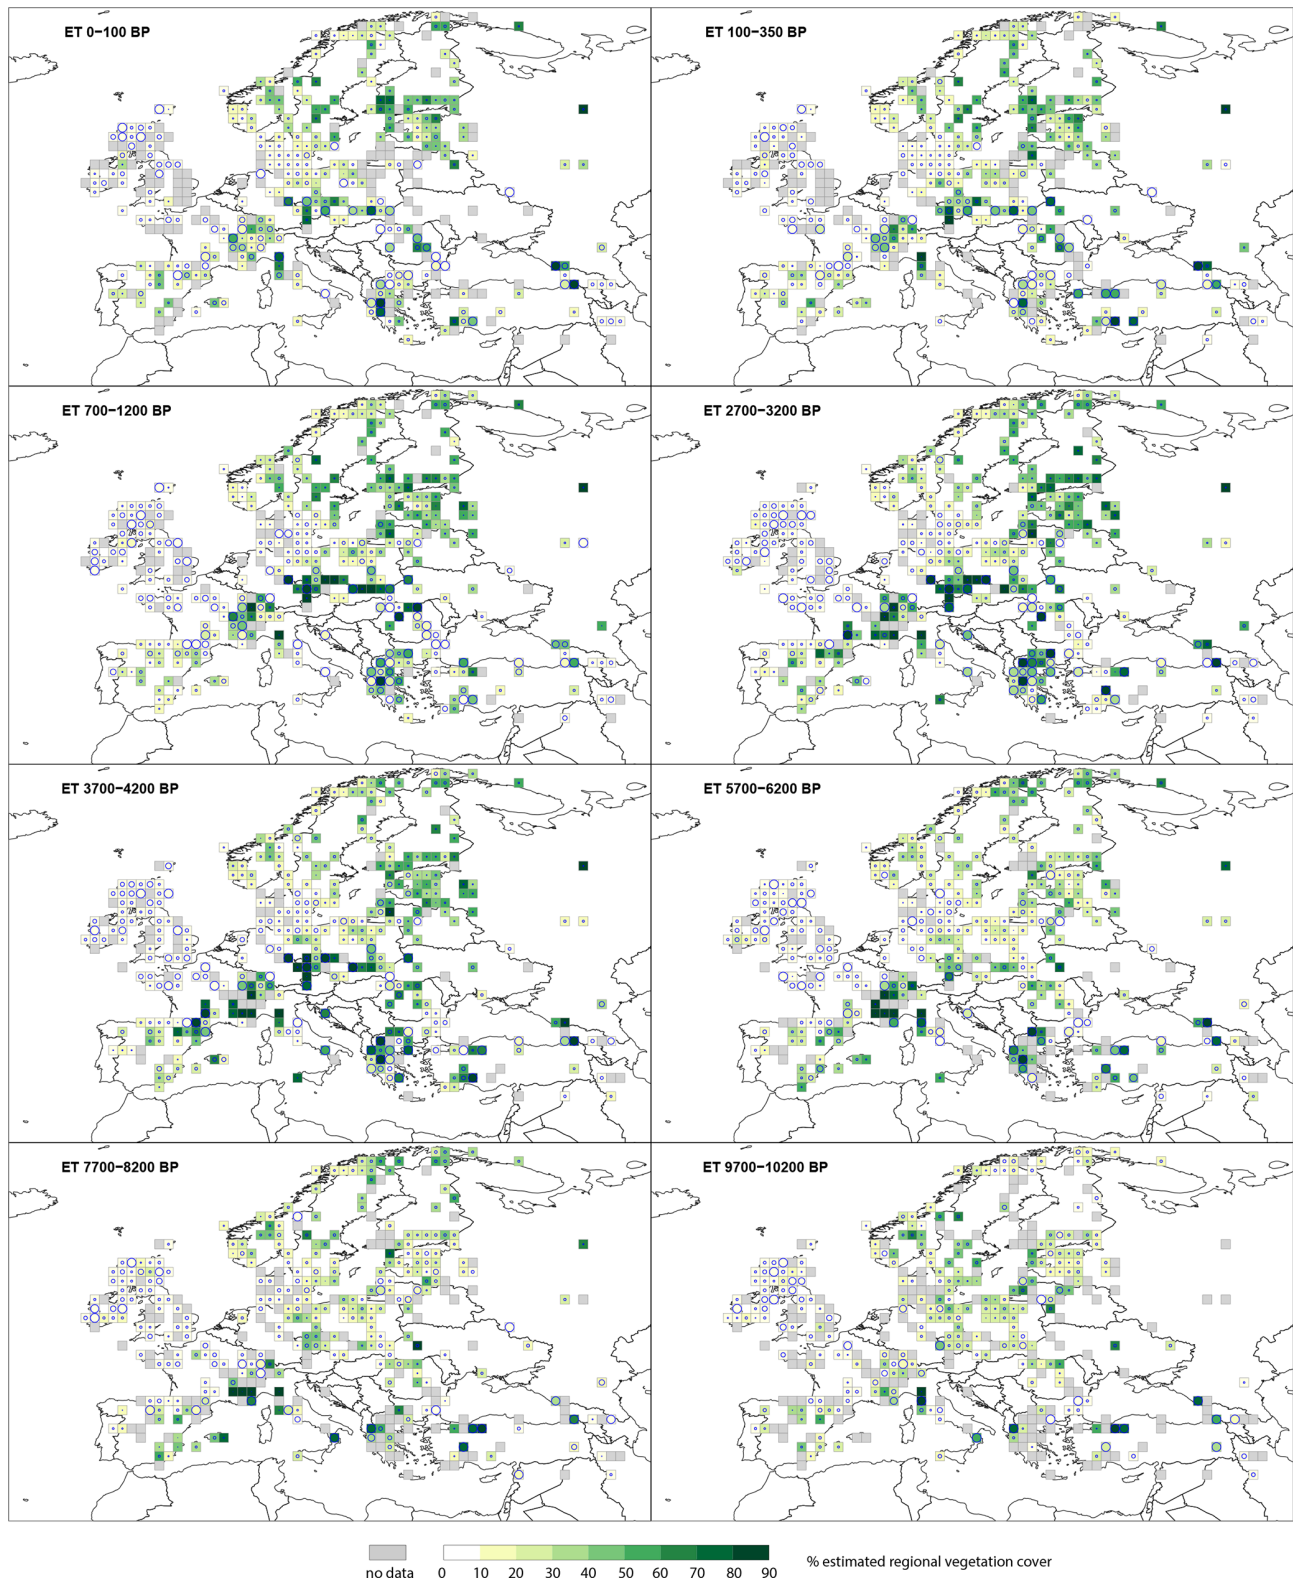 ET 0–100 BP
ET 100–350 BP
ET 700–1200 BP
ET 2700–3200 BP
ET 3700–4200 BP
ET 5700–6200 BP
ET 7700–8200 BP
ET 9700–10200 BP
no data
0 10 20 30 40 50 60 70 80 90
% estimated regional vegetation cover